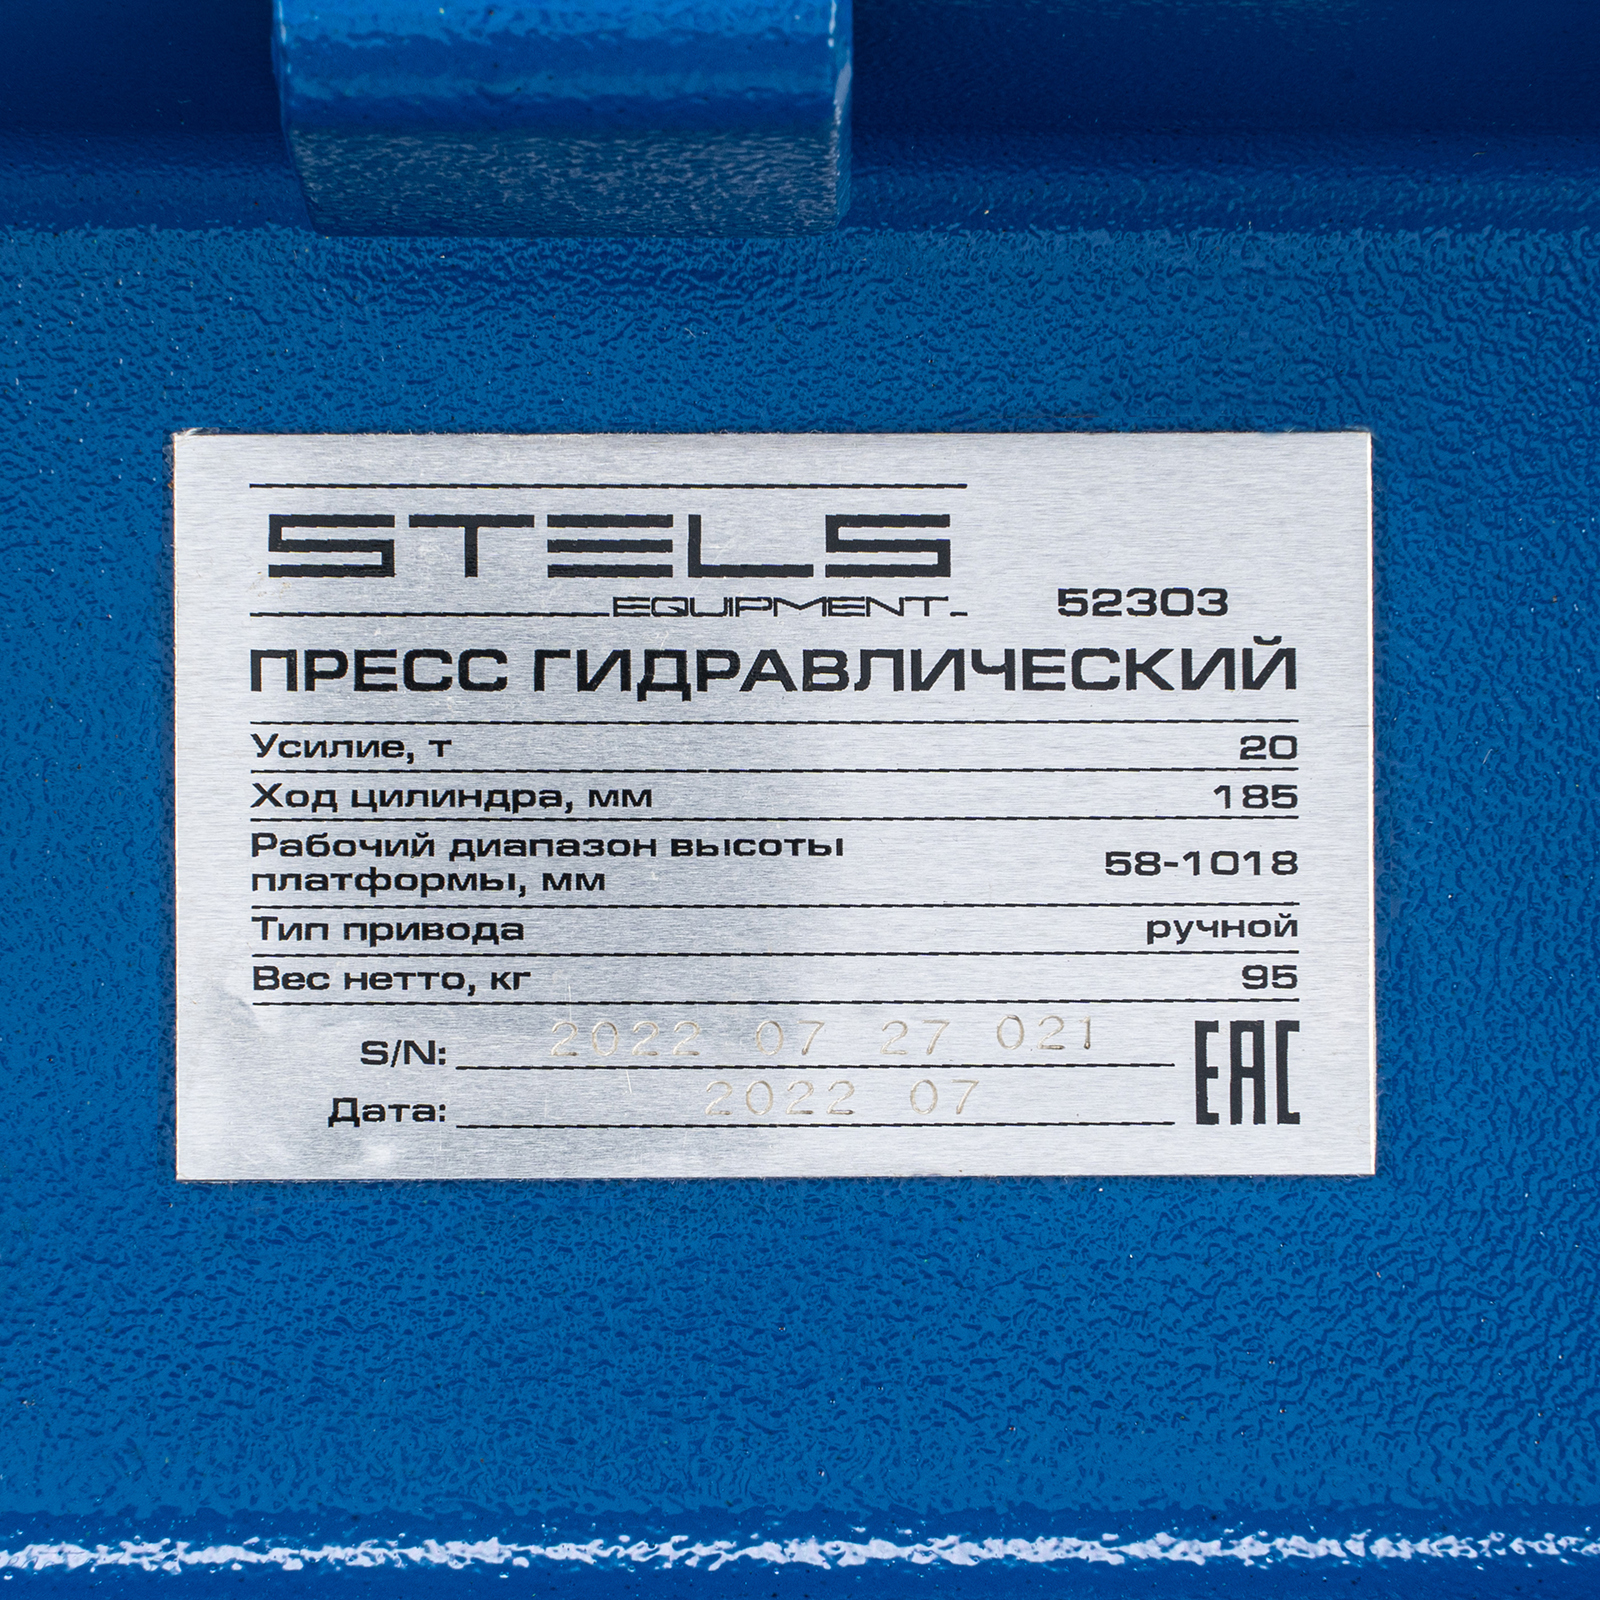 STELS
EQUIPMENT 52303
ПРЕСС ГИДРАВЛИЧЕСКИЙ
Усилие, т 20
Ход цилиндра, мм 185
Рабочий диапазон высоты
платформы, мм 58-1018
Тип привода ручной
Вес нетто, кг 95
S/N: 2022 07 27 021
Дата: 2022 07
EAC